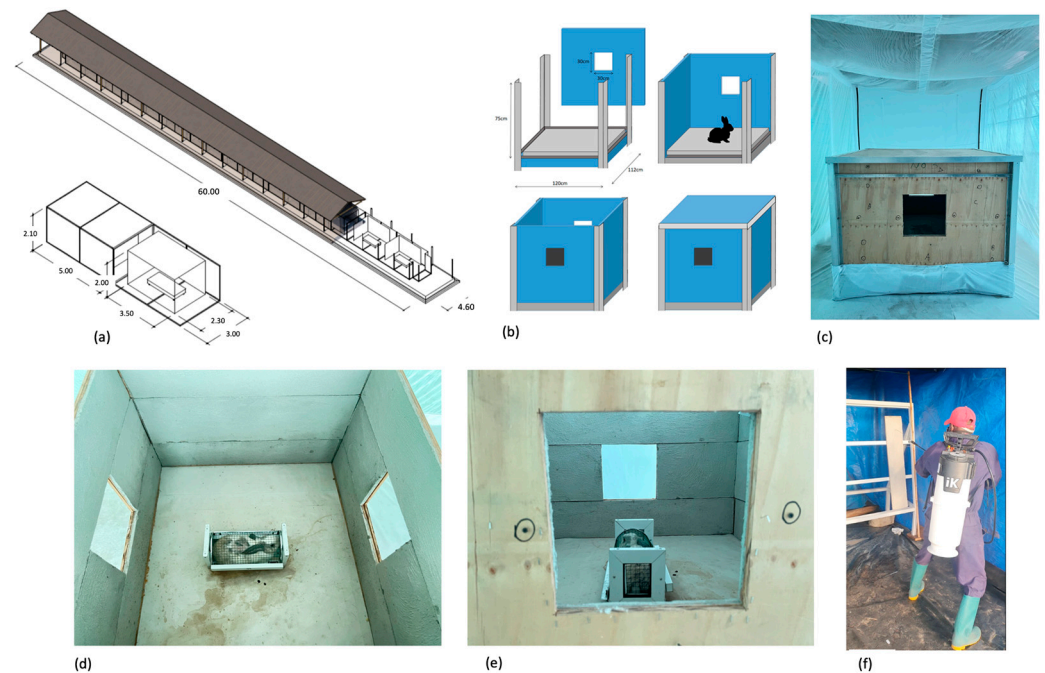 60.00
4.60
2.10
5.00
2.00
3.50
2.30
3.00
(a)
30cm
30cm
75cm
120cm
112cm
(b)
(c)
(d)
(e)
iK
(f)